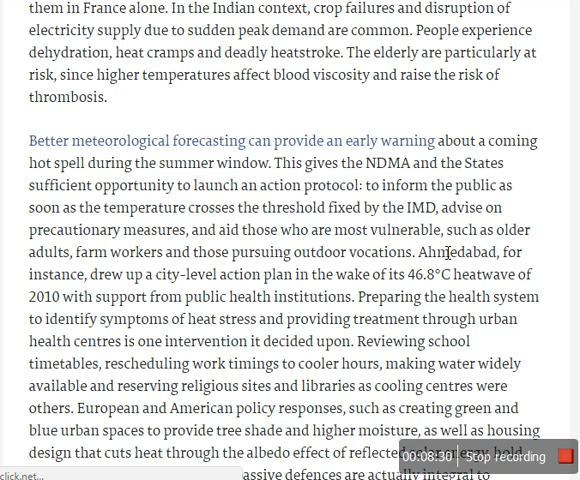 them in France alone. In the Indian context, crop failures and disruption of
electricity supply due to sudden peak demand are common. People experience
dehydration, heat cramps and deadly heatstroke. The elderly are particularly at
risk, since higher temperatures affect blood viscosity and raise the risk of
thrombosis.
Better meteorological forecasting can provide an early warning about a coming
hot spell during the summer window. This gives the NDMA and the States
sufficient opportunity to launch an action protocol: to inform the public as
soon as the temperature crosses the threshold fixed by the IMD, advise on
precautionary measures, and aid those who are most vulnerable, such as older
adults, farm workers and those pursuing outdoor vocations. Ahmedabad, for
instance, drew up a city-level action plan in the wake of its 46.8°C heatwave of
2010 with support from public health institutions. Preparing the health system
to identify symptoms of heat stress and providing treatment through urban
health centres is one intervention it decided upon. Reviewing school
timetables, rescheduling work timings to cooler hours, making water widely
available and reserving religious sites and libraries as cooling centres were
others. European and American policy responses, such as creating green and
blue urban spaces to provide tree shade and higher moisture, as well as housing
design that cuts heat through the albedo effect of reflected solar energy, hold
00:08:30 Stop recording
click.net... assive defences are actually integral to